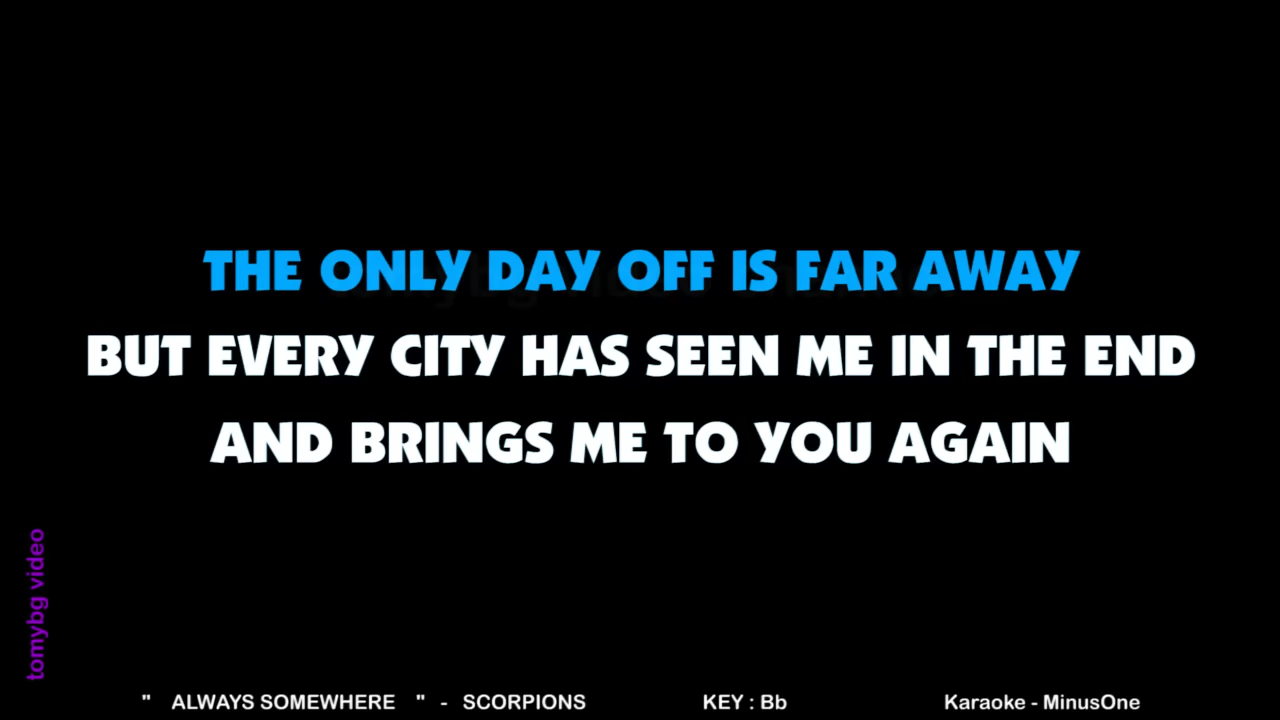 THE ONLY DAY OFF IS FAR AWAY
BUT EVERY CITY HAS SEEN ME IN THE END
AND BRINGS ME TO YOU AGAIN
tomybg video
" ALWAYS SOMEWHERE " - SCORPIONS KEY : Bb Karaoke - MinusOne